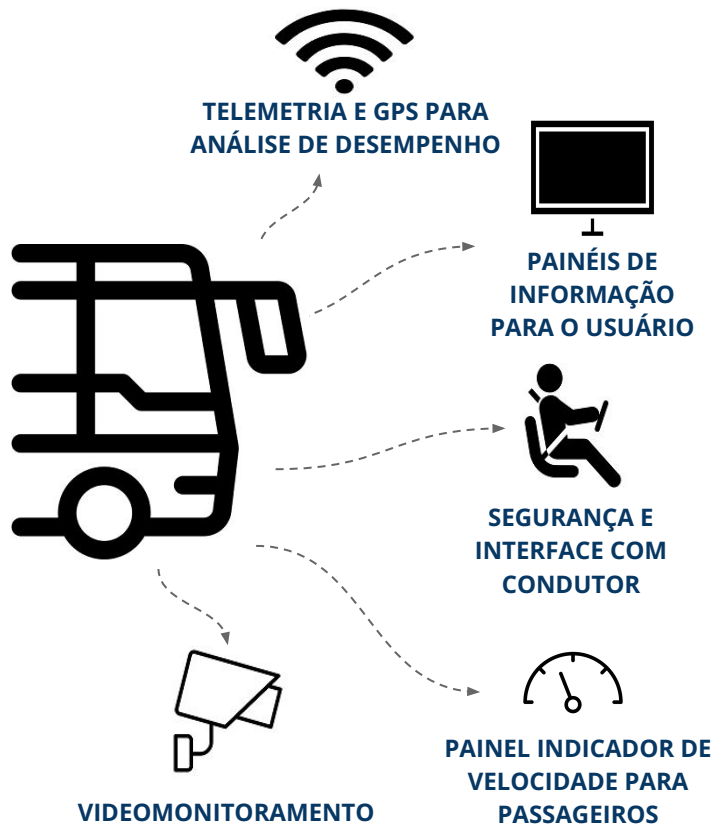 TELEMETRIA E GPS PARA
ANÁLISE DE DESEMPENHO
PAINÉIS DE
INFORMAÇÃO
PARA O USUÁRIO
SEGURANÇA E
INTERFACE COM
CONDUTOR
PAINEL INDICADOR DE
VELOCIDADE PARA
PASSAGEIROS
VIDEOMONITORAMENTO